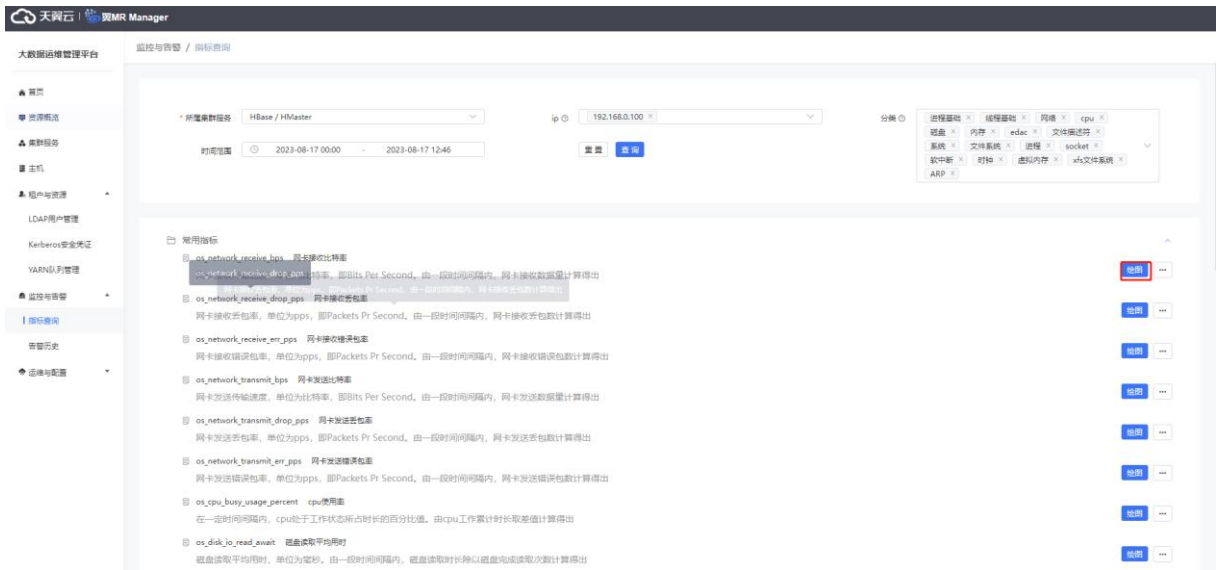 天翼云 翼MR Manager
大数据运维管理平台
监控与告警 / 指标查询
首页
资源概览
集群服务
主机
租户与资源
LDAP用户管理
Kerberos安全凭证
YARN队列管理
监控与告警
指标查询
告警历史
运维与配置
* 所属集群服务 HBase / HMaster
ip 192.168.0.100 ×
分类 进程基础 × 线程基础 × 网络 × cpu ×
磁盘 × 内存 × edac × 文件描述符 ×
系统 × 文件系统 × 进程 × socket ×
软中断 × 时钟 × 虚拟内存 × xfs文件系统 ×
ARP ×
时间范围 2023-08-17 00:00 - 2023-08-17 12:46
重置 查询
常用指标
os_network_receive_bps 网卡接收比特率
os_network_receive_drop_pps
特率，即Bits Per Second。由一段时间间隔内，网卡接收数据量计算得出
绘图 ...
网卡接收丢包率，单位为pps，即Packets Pr Second。由一段时间间隔内，网卡接收丢包数计算得出
os_network_receive_drop_pps 网卡接收丢包率
网卡接收丢包率，单位为pps，即Packets Pr Second。由一段时间间隔内，网卡接收丢包数计算得出
绘图 ...
os_network_receive_err_pps 网卡接收错误包率
网卡接收错误包率，单位为pps，即Packets Pr Second。由一段时间间隔内，网卡接收错误包数计算得出
绘图 ...
os_network_transmit_bps 网卡发送比特率
网卡发送传输速度，单位为比特率，即Bits Per Second。由一段时间间隔内，网卡发送数据量计算得出
绘图 ...
os_network_transmit_drop_pps 网卡发送丢包率
网卡发送丢包率，单位为pps，即Packets Pr Second。由一段时间间隔内，网卡发送丢包数计算得出
绘图 ...
os_network_transmit_err_pps 网卡发送错误包率
网卡发送错误包率，单位为pps，即Packets Pr Second。由一段时间间隔内，网卡发送错误包数计算得出
绘图 ...
os_cpu_busy_usage_percent cpu使用率
在一定时间间隔内，cpu处于工作状态所占时长的百分比值。由cpu工作累计时长取差值计算得出
绘图 ...
os_disk_io_read_await 磁盘读取平均用时
磁盘读取平均用时，单位为毫秒。由一段时间间隔内，磁盘读取时长除以磁盘完成读取次数计算得出
绘图 ...